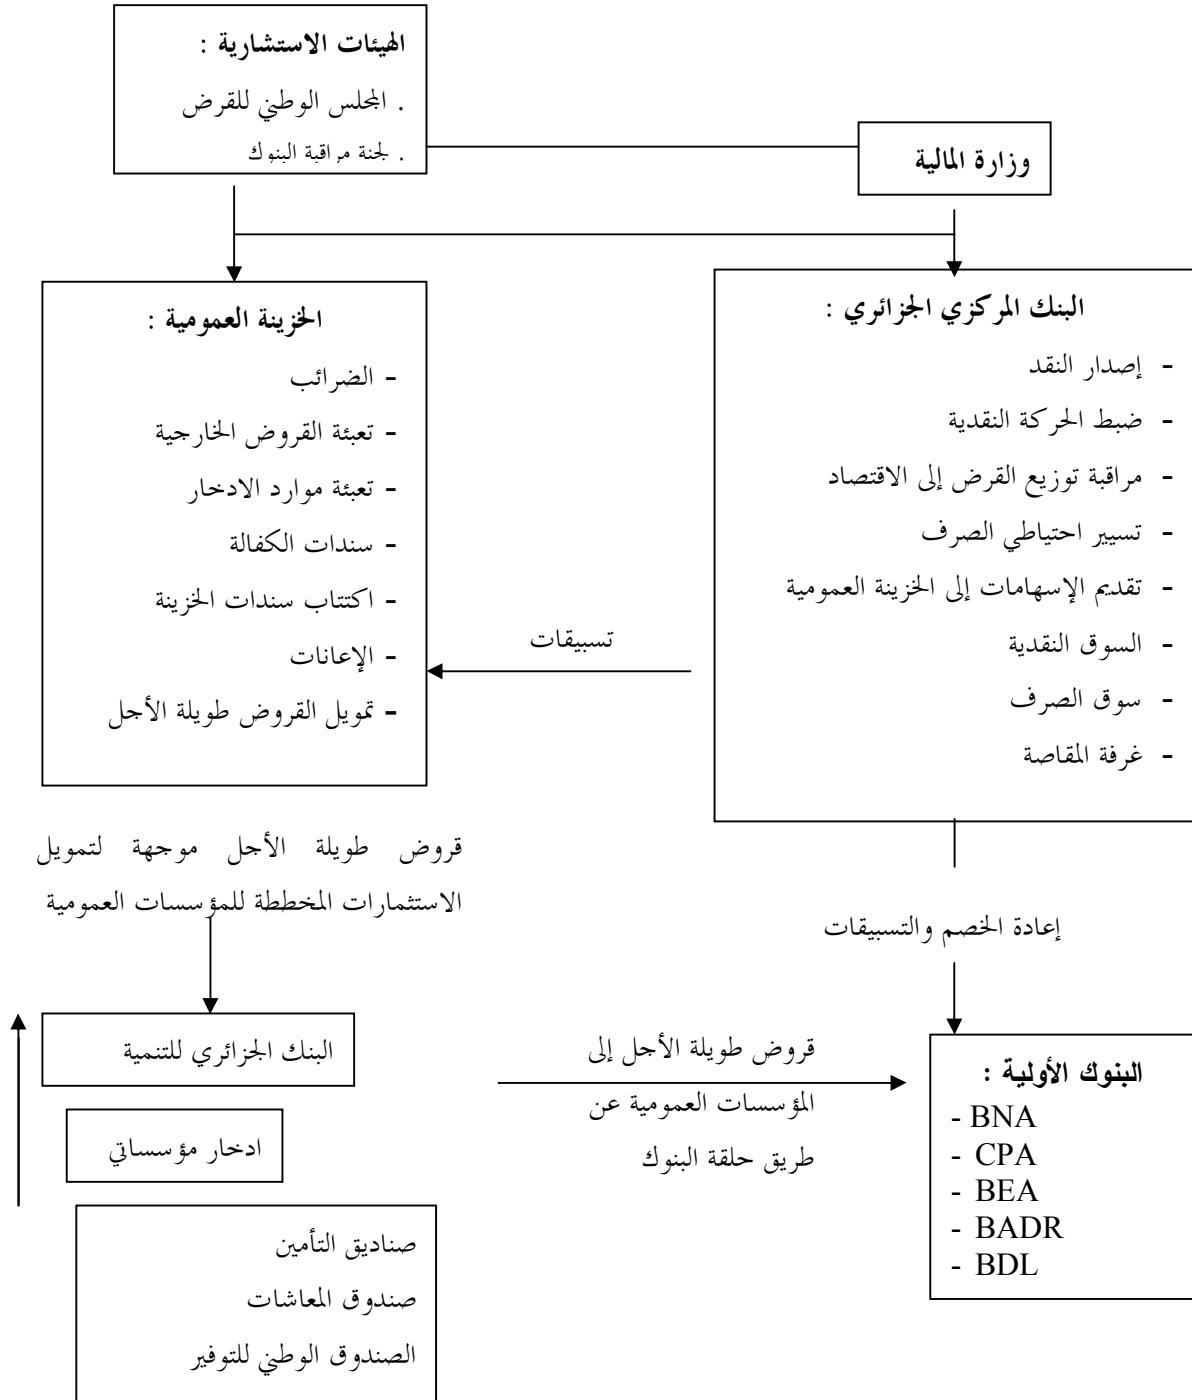 الهيئات الاستشارية :
. المجلس الوطني للقرض
. لجنة مراقبة البنوك
وزارة المالية
البنك المركزي الجزائري :
- إصدار النقد
- ضبط الحركة النقدية
- مراقبة توزيع القرض إلى الاقتصاد
- تسيير احتياطي الصرف
- تقديم الإسهامات إلى الخزينة العمومية
- السوق النقدية
- سوق الصرف
- غرفة المقاصة
تسبيقات
الخزينة العمومية :
- الضرائب
- تعبئة القروض الخارجية
- تعبئة موارد الادخار
- سندات الكفالة
- اكتتاب سندات الخزينة
- الإعانات
- تمويل القروض طويلة الأجل
قروض طويلة الأجل موجهة لتمويل
الاستثمارات المخططة للمؤسسات العمومية
إعادة الخصم والتسبيقات
البنك الجزائري للتنمية
ادخار مؤسساتي
صناديق التأمين
صندوق المعاشات
الصندوق الوطني للتوفير
قروض طويلة الأجل إلى
المؤسسات العمومية عن
طريق حلقة البنوك
البنوك الأولية :
- BNA
- CPA
- BEA
- BADR
- BDL